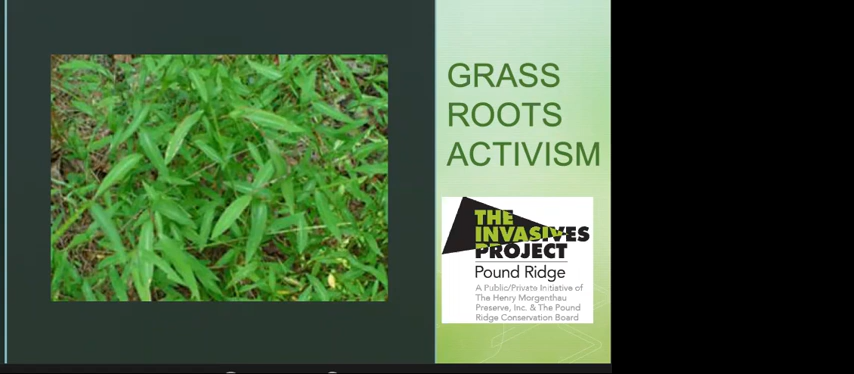 GRASS
ROOTS
ACTIVISM
THE
INVASIVES
PROJECT
Pound Ridge
A Public/Private Initiative of
The Henry Morgenthau
Preserve, Inc. & The Pound
Ridge Conservation Board